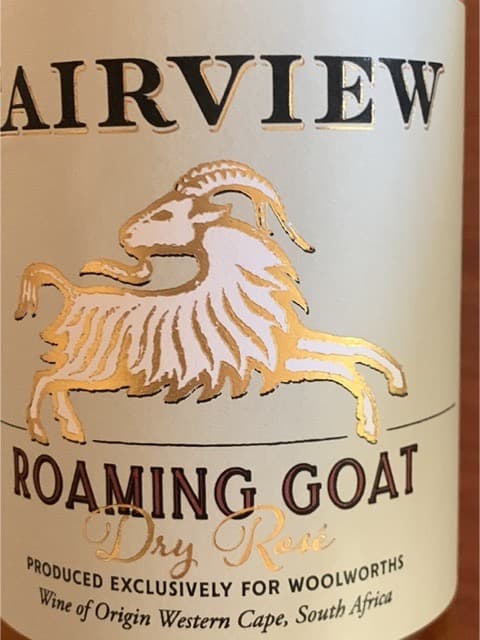 AIRVIEW
ROAMING GOAT
Dry Rosé
PRODUCED EXCLUSIVELY FOR WOOLWORTHS
Wine of Origin Western Cape, South Africa